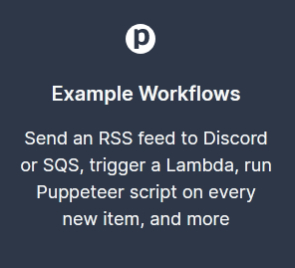 p
Example Workflows
Send an RSS feed to Discord
or SQS, trigger a Lambda, run
Puppeteer script on every
new item, and more